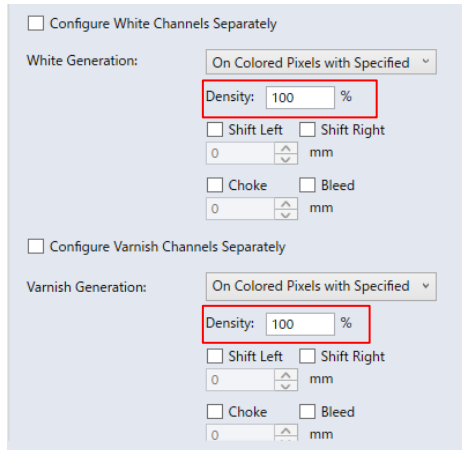 Configure White Channels Separately
White Generation: On Colored Pixels with Specified
Density: 100 %
Shift Left Shift Right
0 mm
Choke Bleed
0 mm
Configure Varnish Channels Separately
Varnish Generation: On Colored Pixels with Specified
Density: 100 %
Shift Left Shift Right
0 mm
Choke Bleed
0 mm